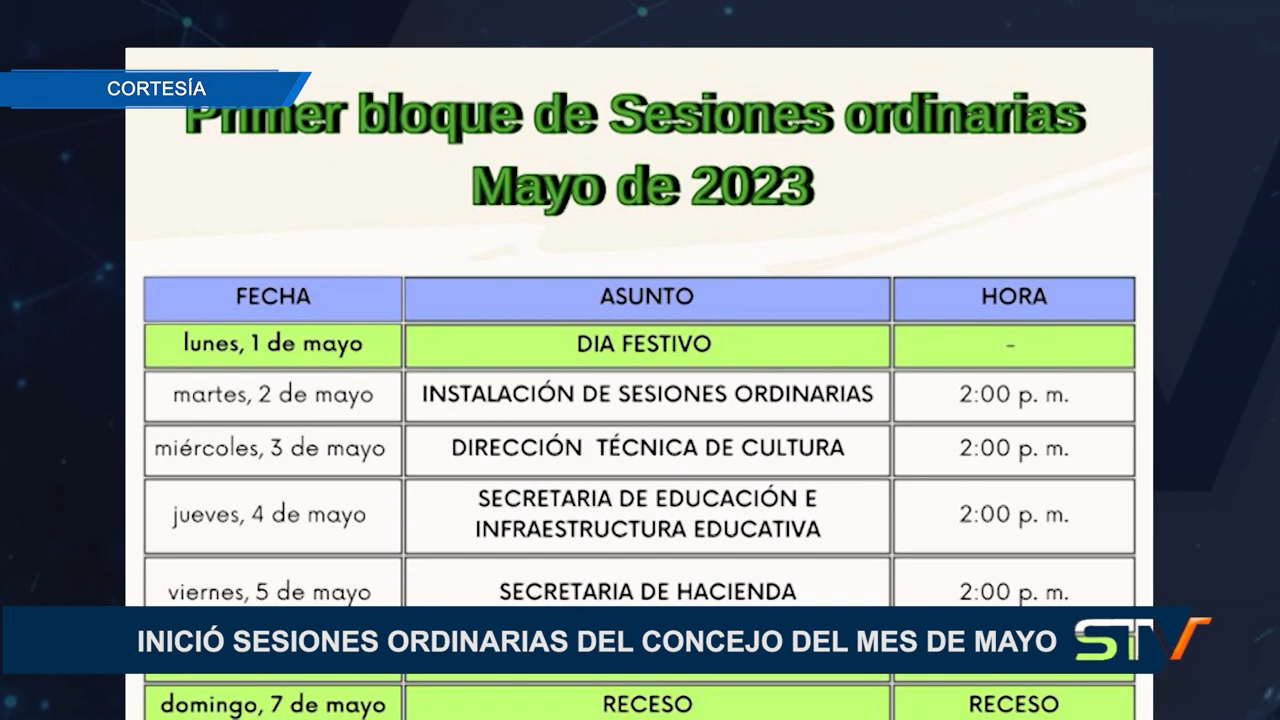 CORTESÍA
Primer bloque de Sesiones ordinarias
Mayo de 2023
FECHA ASUNTO HORA
lunes, 1 de mayo DIA FESTIVO -
martes, 2 de mayo INSTALACIÓN DE SESIONES ORDINARIAS 2:00 p. m.
miércoles, 3 de mayo DIRECCIÓN TÉCNICA DE CULTURA 2:00 p. m.
jueves, 4 de mayo SECRETARIA DE EDUCACIÓN E
INFRAESTRUCTURA EDUCATIVA 2:00 p. m.
viernes, 5 de mayo SECRETARIA DE HACIENDA 2:00 p. m.
INICIÓ SESIONES ORDINARIAS DEL CONCEJO DEL MES DE MAYO STV
domingo, 7 de mayo RECESO RECESO